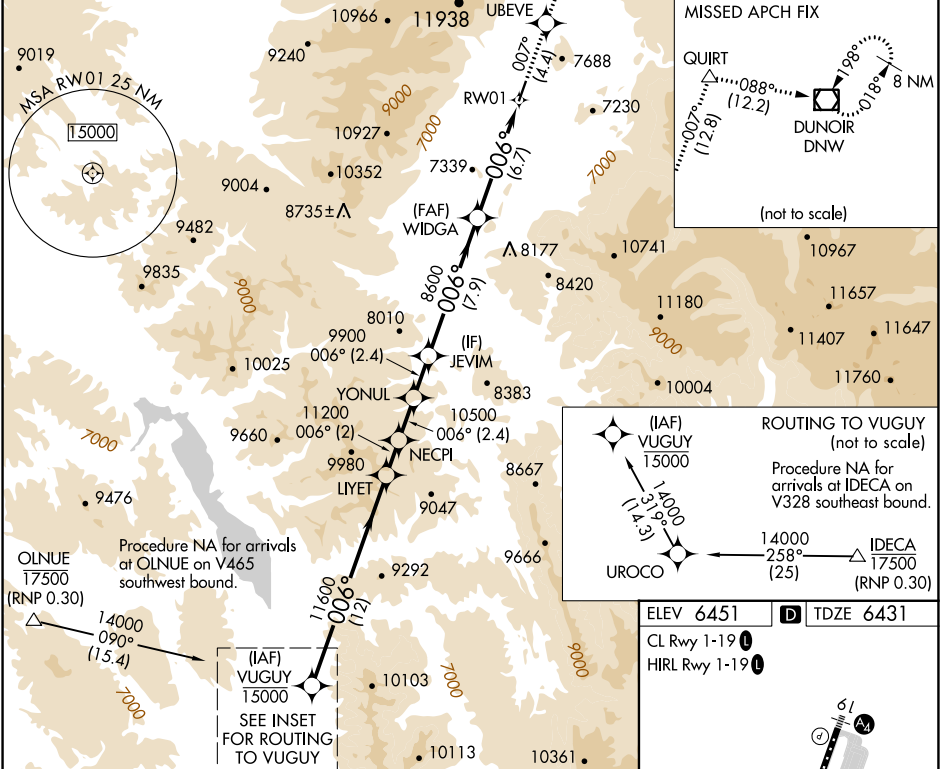 MSA RW01 25 NM
15000
9019
9240
10966
11938
UBEVE
007°
(4.4)
7688
RW01
7230
9000
7000
10927
10352
7339
006°
(6.7)
7000
9004
8735±
9482
9835
9000
(FAF)
WIDGA
8177
10741
8420
8600
006°
(7.9)
8010
9900
006° (2.4)
(IF)
JEVIM
11180
9000
10967
11657
11407
11647
11760
10004
10025
8383
YONUL
11200
006° (2)
10500
006° (2.4)
9660
NECPI
9980
LIYET
8667
9047
7000
9476
9666
9292
Procedure NA for arrivals
at OLNUE on V465
southwest bound.
OLNUE
17500
(RNP 0.30)
14000
090°
(15.4)
7000
11600
006°
(12)
(IAF)
VUGUY
15000
SEE INSET
FOR ROUTING
TO VUGUY
10103
7000
9000
10113
10361
MISSED APCH FIX
QUIRT
088°
(12.2)
007°
(12.8)
198°
018°
8 NM
DUNOIR
DNW
(not to scale)
ROUTING TO VUGUY
(not to scale)
(IAF)
VUGUY
15000
Procedure NA for
arrivals at IDECA on
V328 southeast bound.
14000
319°
(14.3)
UROCO
14000
258°
(25)
IDECA
17500
(RNP 0.30)
ELEV 6451
D
TDZE 6431
CL Rwy 1-19 L
HIRL Rwy 1-19 L
19
A4
P